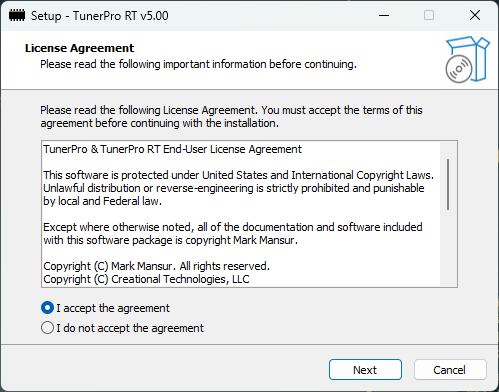 Setup - TunerPro RT v5.00
License Agreement
Please read the following important information before continuing.
Please read the following License Agreement. You must accept the terms of this
agreement before continuing with the installation.
TunerPro & TunerPro RT End-User License Agreement
This software is protected under United States and International Copyright Laws.
Unlawful distribution or reverse-engineering is strictly prohibited and punishable
by local and Federal law.
Except where otherwise noted, all of the documentation and software included
with this software package is copyright Mark Mansur.
Copyright (C) Mark Mansur. All rights reserved.
Copyright (C) Creational Technologies, LLC
I accept the agreement
I do not accept the agreement
Next
Cancel